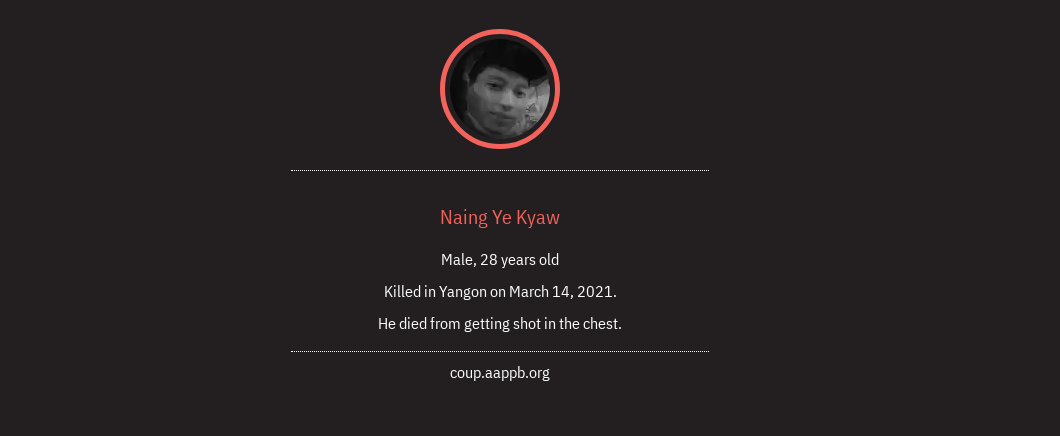 Naing Ye Kyaw
Male, 28 years old
Killed in Yangon on March 14, 2021.
He died from getting shot in the chest.
coup.aappb.org